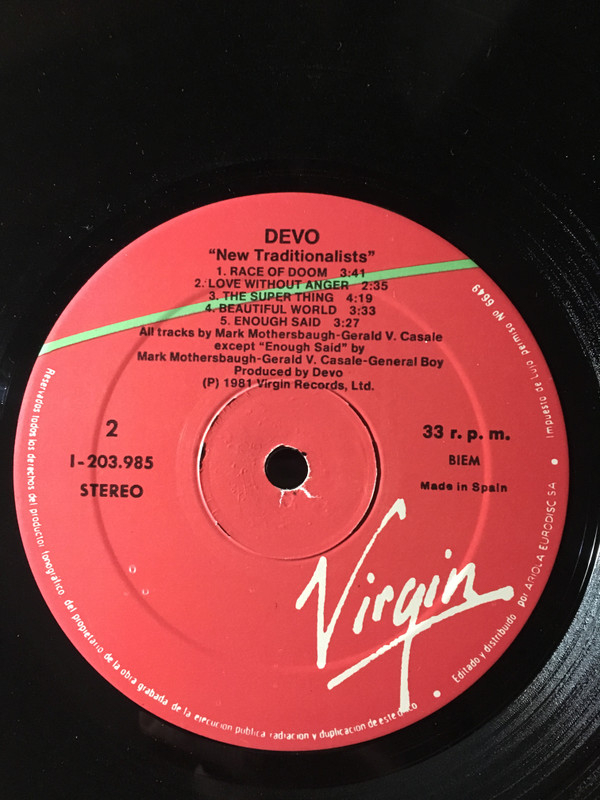 DEVO
"New Traditionalists"
1. RACE OF DOOM 3:41
2. LOVE WITHOUT ANGER 2:35
3. THE SUPER THING 4:19
4. BEAUTIFUL WORLD 3:33
5. ENOUGH SAID 3:27
All tracks by Mark Mothersbaugh-Gerald V. Casale
except "Enough Said" by
Mark Mothersbaugh-Gerald V. Casale-General Boy
Produced by Devo
(P) 1981 Virgin Records, Ltd.
2
I-203.985
STEREO
33 r.p.m.
BIEM
Made in Spain
Virgin
Reservados todos los derechos del productor fonografico del propietario de la obra grabada de la ejecucion publica radiacion y duplicacion de este disco
Editado y distribuido por ARIOLA EURODISC SA
Impuesto de Lujo permiso Nº 6649